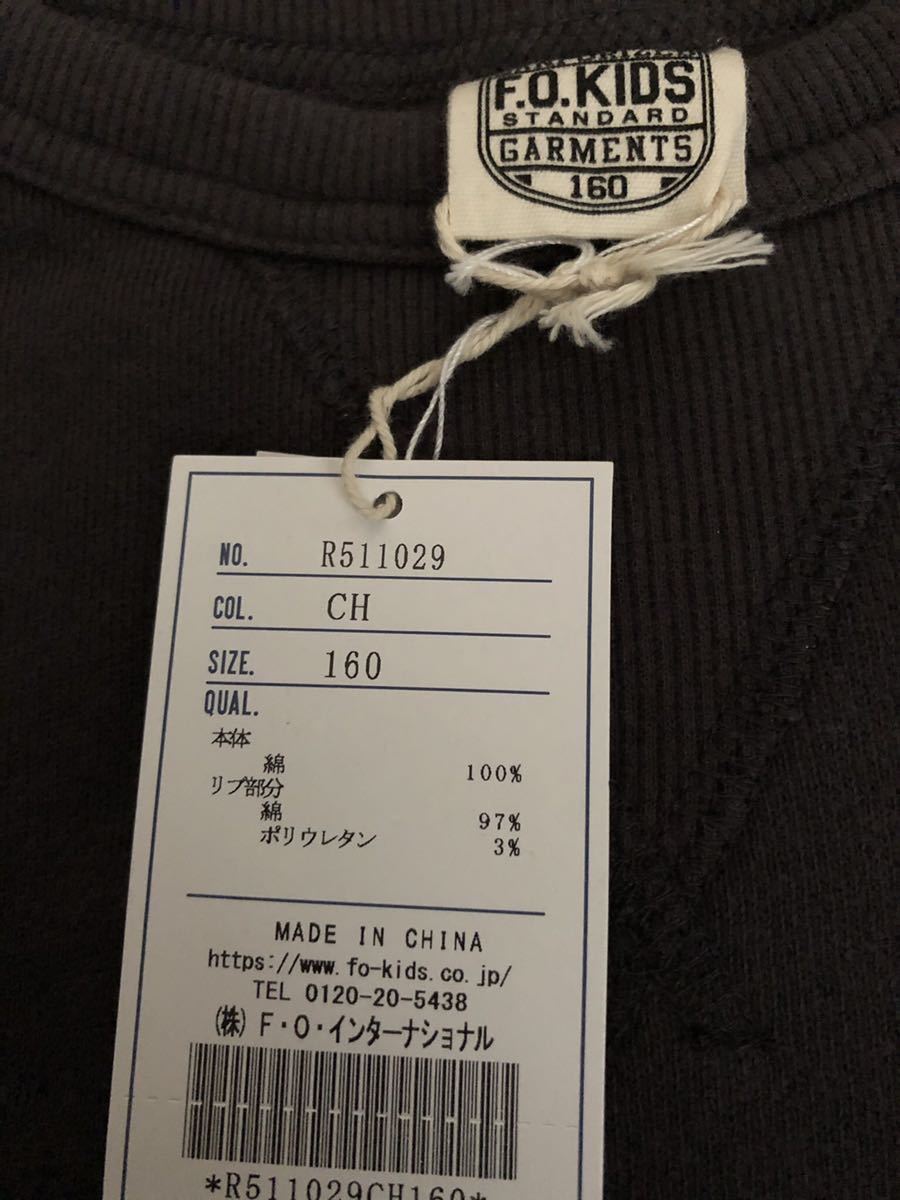 F.O.KIDS
STANDARD
GARMENTS
160
NO. R511029
COL. CH
SIZE. 160
QUAL.
本体
綿 100%
リブ部分
綿 97%
ポリウレタン 3%
MADE IN CHINA
https://www.fo-kids.co.jp/
TEL 0120-20-5438
(株) F・O・インターナショナル
*R511029CH160*